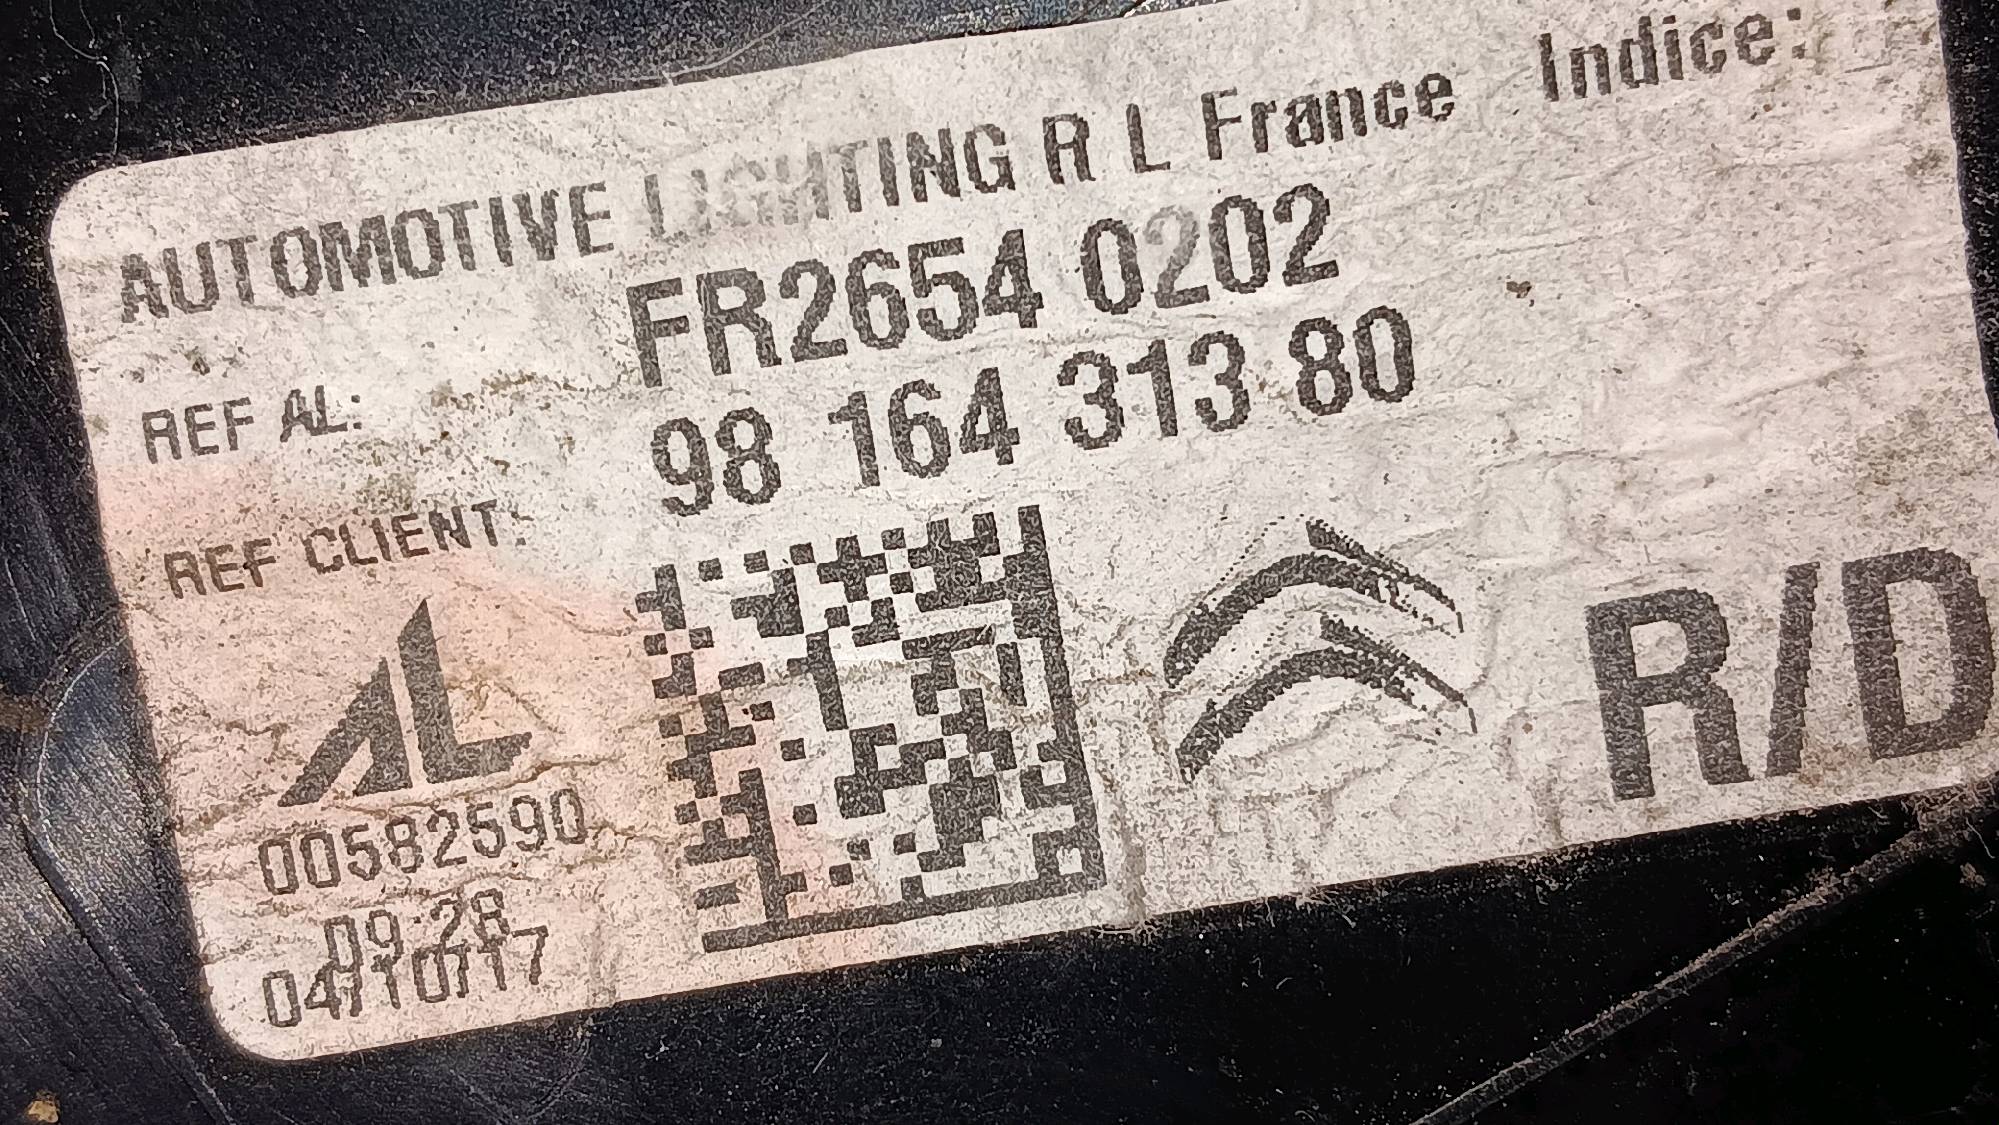 AUTOMOTIVE LIGHTING R L France Indice:
REF AL: FR2654 0202
REF CLIENT: 98 164 313 80
AL
R/D
00582590
09:28
04/10/17